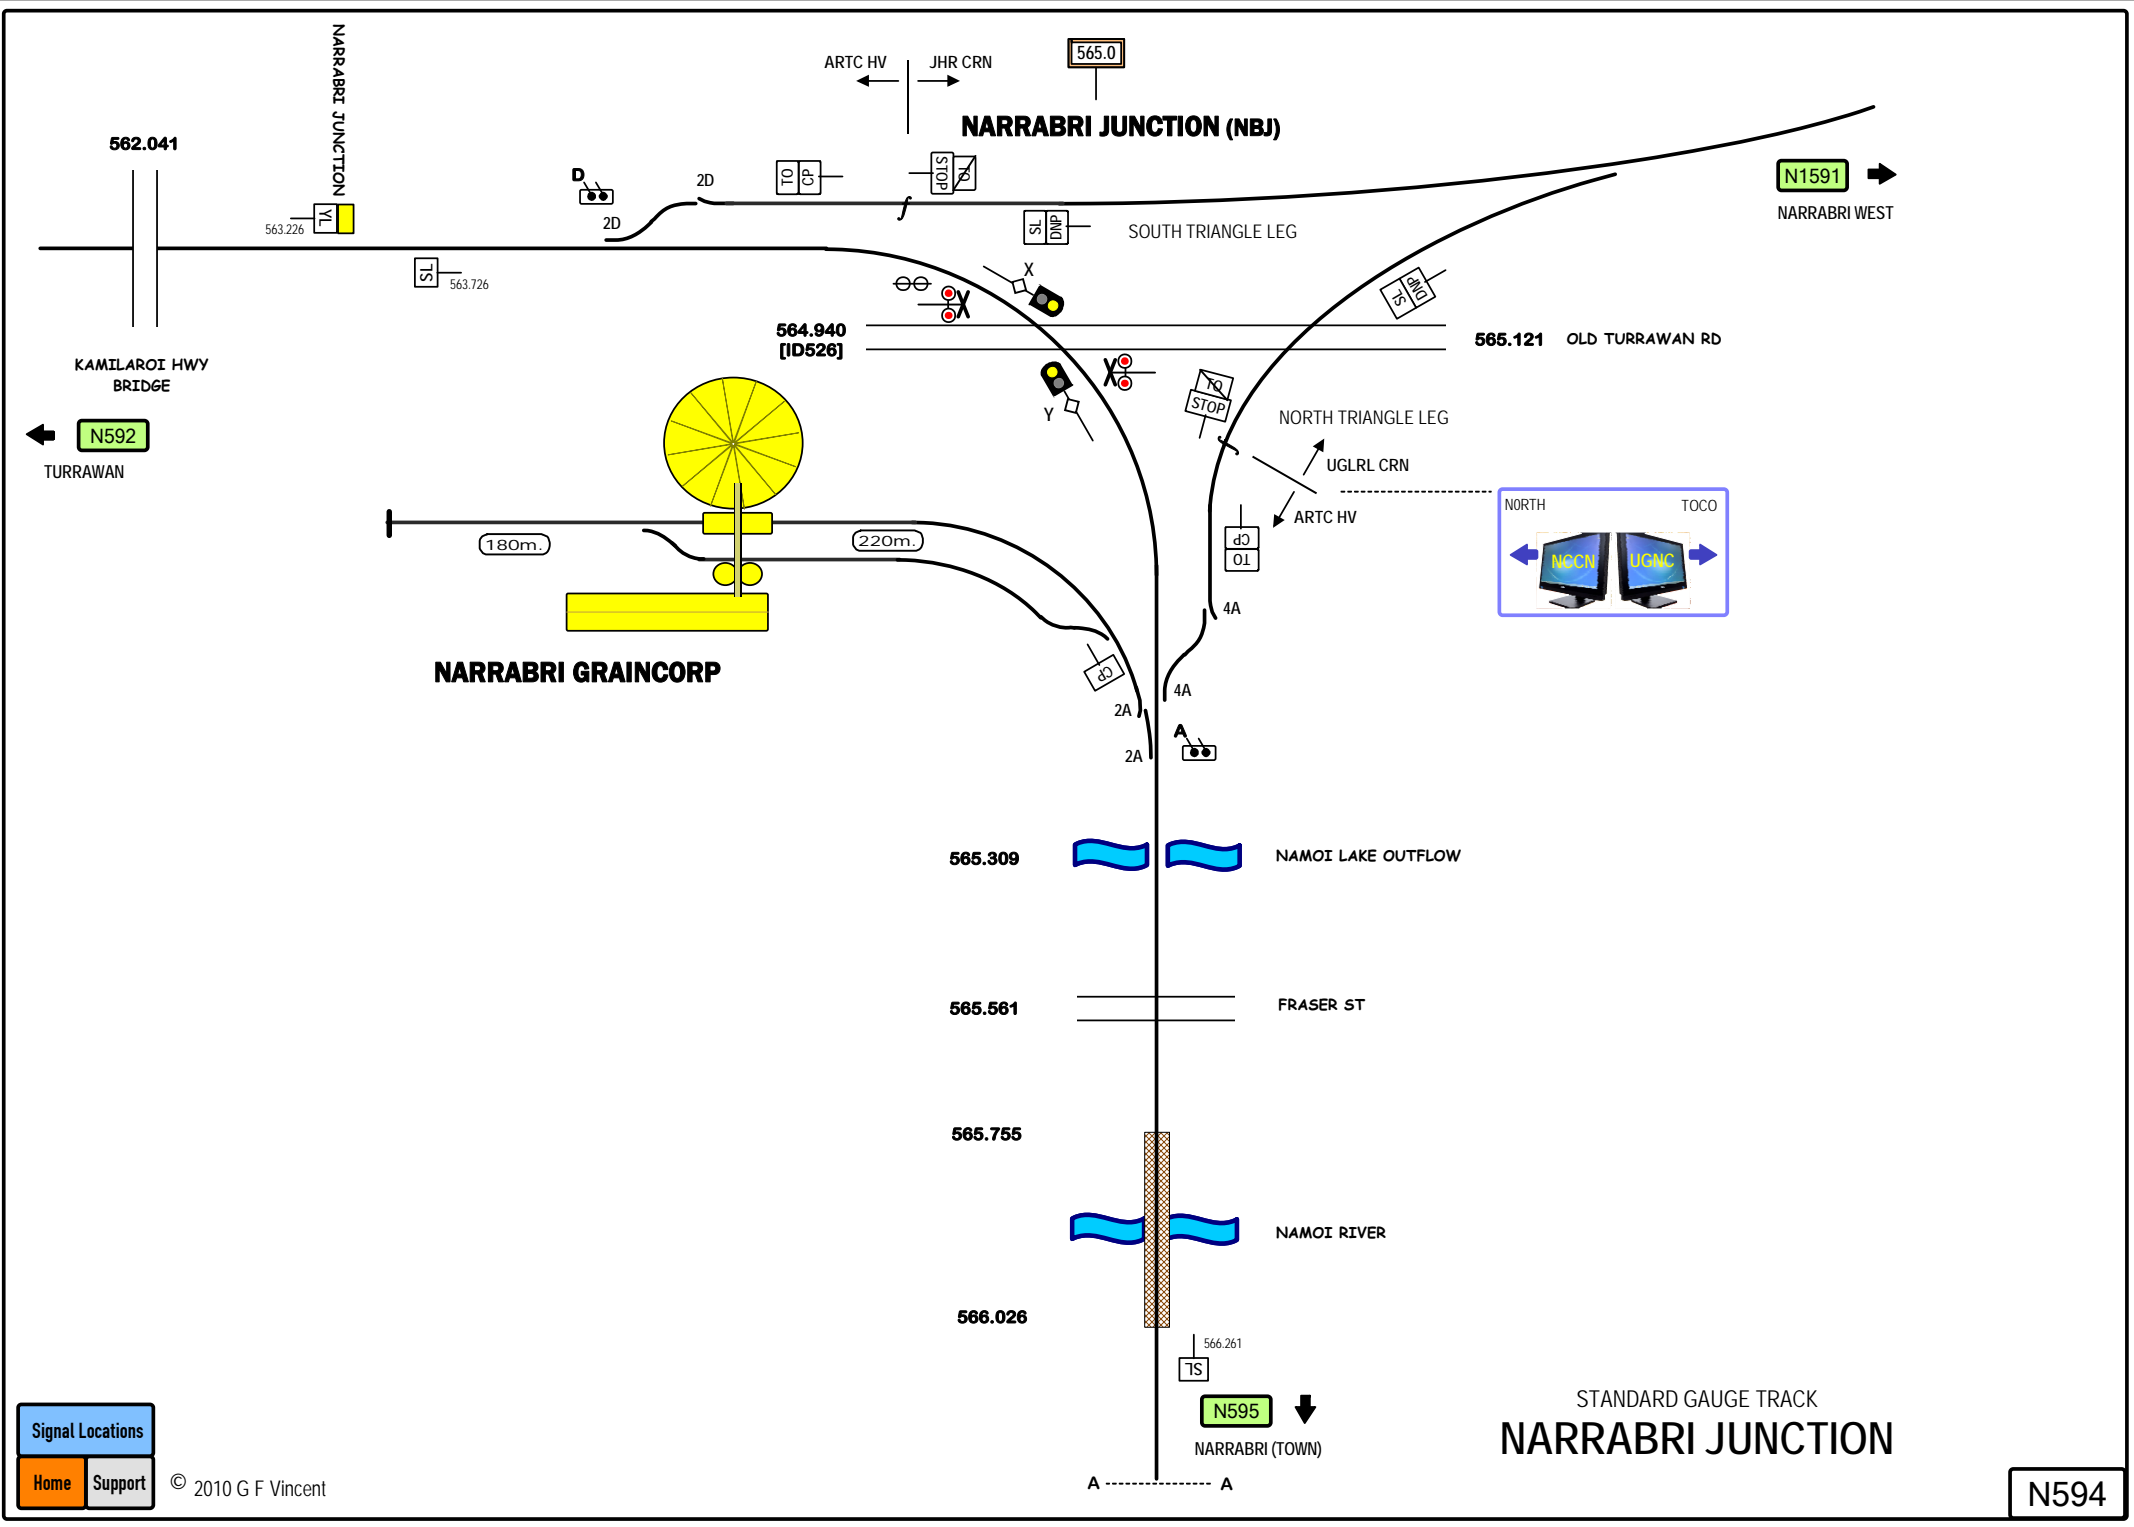 NARRABRI JUNCTION
ARTC HV
JHR CRN
565.0
NARRABRI JUNCTION (NBJ)
562.041
D
2D
2D
TO
CP
STOP
TO
N1591
NARRABRI WEST
YL
563.226
SL
DNP
SOUTH TRIANGLE LEG
SL
563.726
X
X
SL
DNP
564.940
[ID526]
565.121
OLD TURRAWAN RD
KAMILAROI HWY
BRIDGE
X
Y
TO
STOP
N592
TURRAWAN
NORTH TRIANGLE LEG
UGLRL CRN
ARTC HV
NORTH
TOCO
NCCN
UGNC
180m.
220m.
CP
TO
4A
NARRABRI GRAINCORP
CP
4A
2A
A
2A
565.309
NAMOI LAKE OUTFLOW
565.561
FRASER ST
565.755
NAMOI RIVER
566.026
566.261
SL
N595
NARRABRI (TOWN)
A
A
STANDARD GAUGE TRACK
NARRABRI JUNCTION
Signal Locations
Home
Support
© 2010 G F Vincent
N594